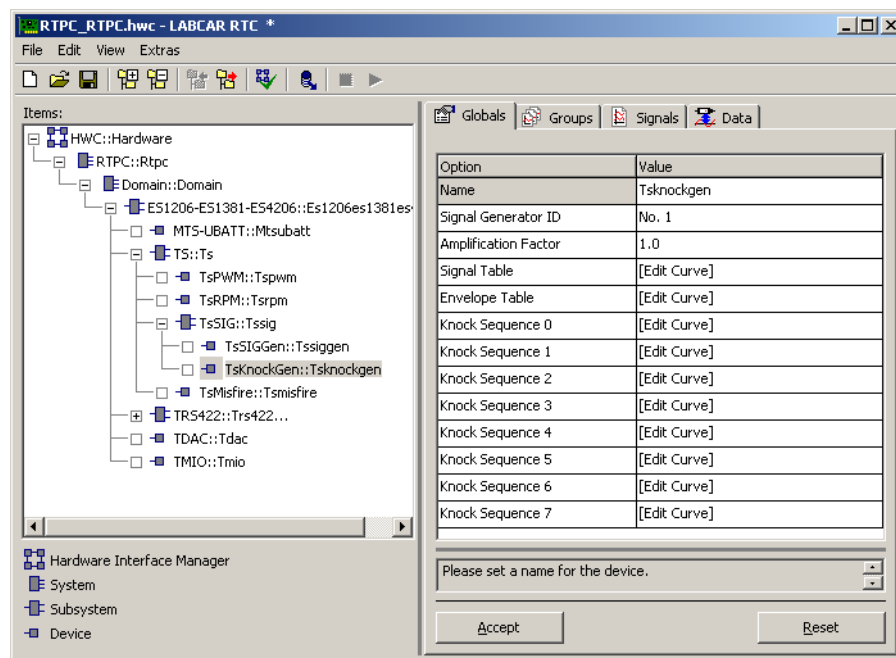 RTPC_RTPC.hwc - LABCAR RTC *
File Edit View Extras
Items:
HWC::Hardware
RTPC::Rtpc
Domain::Domain
ES1206-ES1381-ES4206::Es1206es1381es
MTS-UBATT::Mtsubatt
TS::Ts
TsPWM::Tspwm
TsRPM::Tsrpm
TsSIG::Tssig
TsSIGGen::Tssiggen
TsKnockGen::Tsknockgen
TsMisfire::Tsmisfire
TRS422::Trs422...
TDAC::Tdac
TMIO::Tmio
Hardware Interface Manager
System
Subsystem
Device
Globals Groups Signals Data
Option Value
Name Tsknockgen
Signal Generator ID No. 1
Amplification Factor 1.0
Signal Table [Edit Curve]
Envelope Table [Edit Curve]
Knock Sequence 0 [Edit Curve]
Knock Sequence 1 [Edit Curve]
Knock Sequence 2 [Edit Curve]
Knock Sequence 3 [Edit Curve]
Knock Sequence 4 [Edit Curve]
Knock Sequence 5 [Edit Curve]
Knock Sequence 6 [Edit Curve]
Knock Sequence 7 [Edit Curve]
Please set a name for the device.
Accept Reset